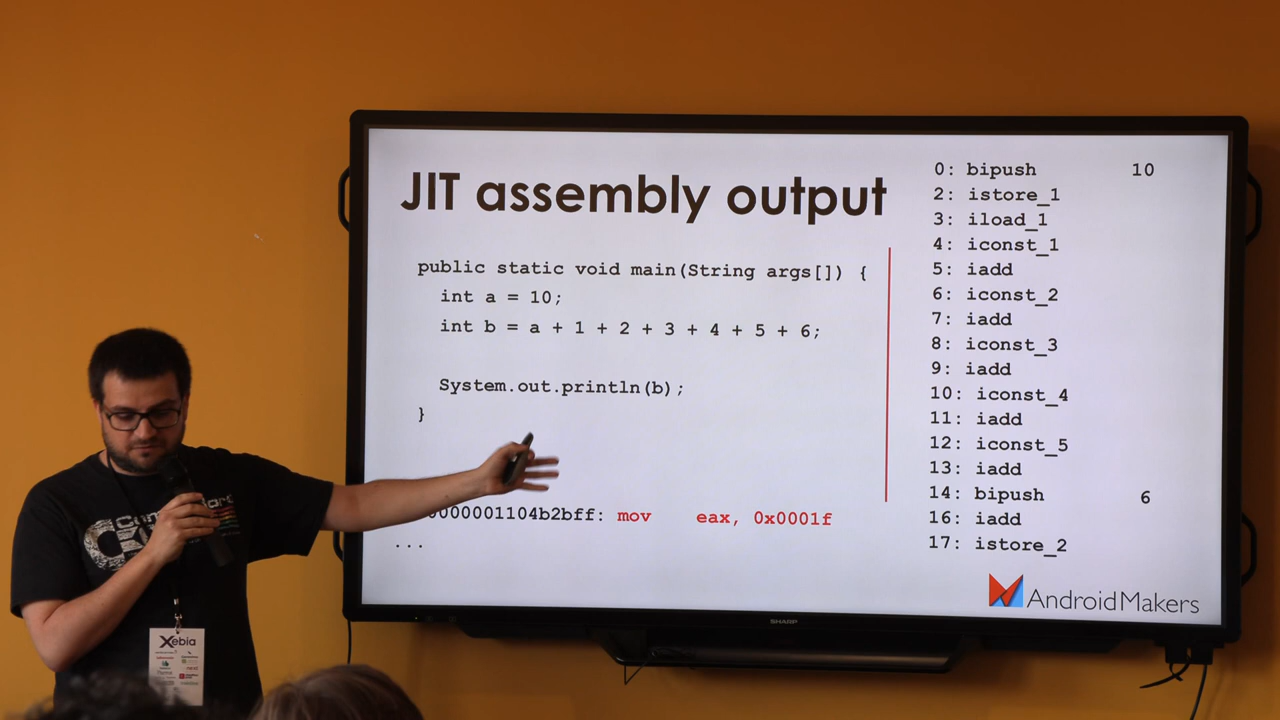 JIT assembly output
public static void main(String args[]) {
int a = 10;
int b = a + 1 + 2 + 3 + 4 + 5 + 6;
System.out.println(b);
}
0000001104b2bff: mov eax, 0x0001f
...
0: bipush 10
2: istore_1
3: iload_1
4: iconst_1
5: iadd
6: iconst_2
7: iadd
8: iconst_3
9: iadd
10: iconst_4
11: iadd
12: iconst_5
13: iadd
14: bipush 6
16: iadd
17: istore_2
AndroidMakers
SHARP
Xebia